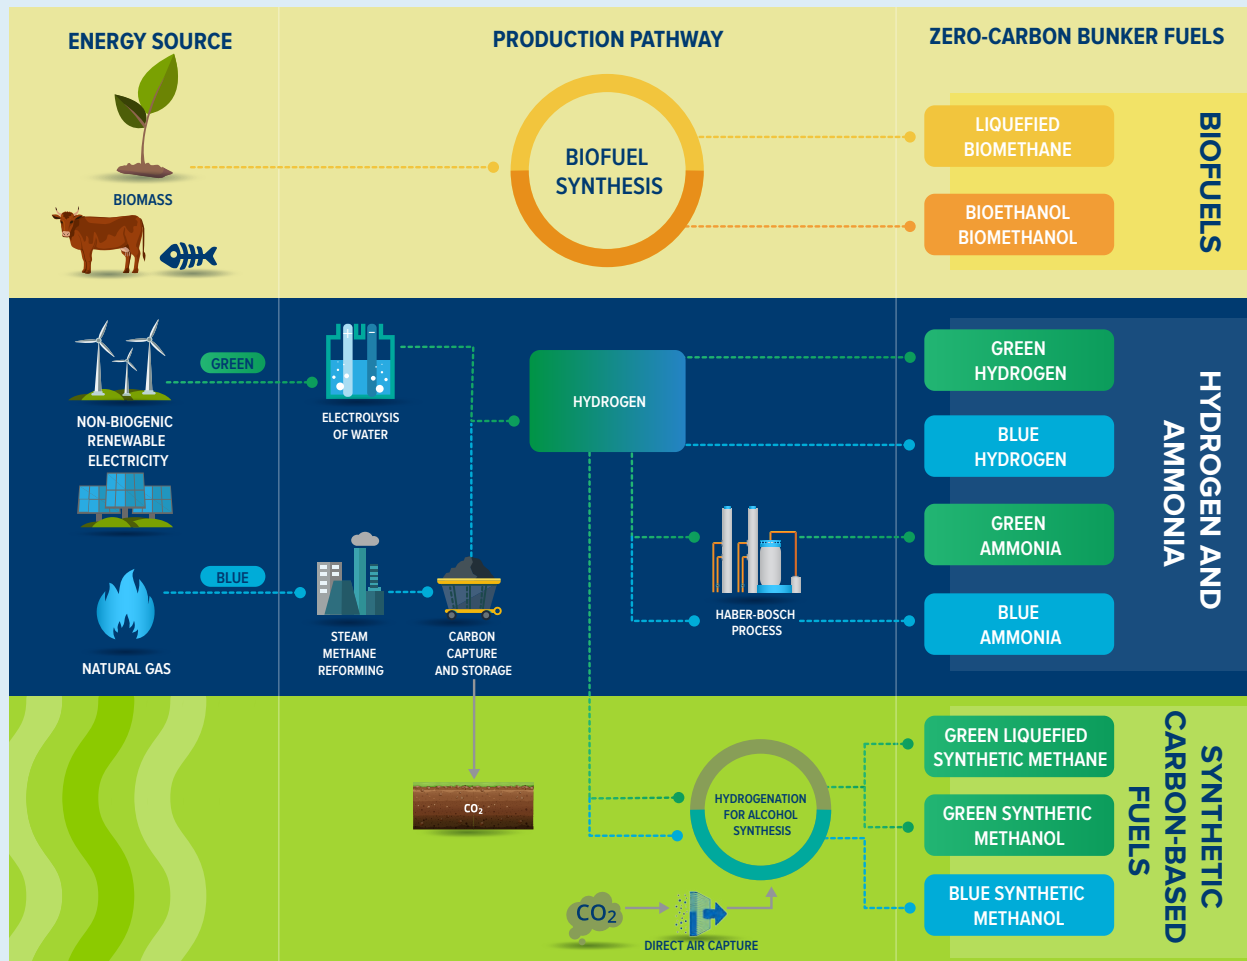 ENERGY SOURCE
PRODUCTION PATHWAY
ZERO-CARBON BUNKER FUELS
BIOMASS
BIOFUEL
SYNTHESIS
LIQUEFIED
BIOMETHANE
BIOETHANOL
BIOMETHANOL
BIOFUELS
GREEN
NON-BIOGENIC
RENEWABLE
ELECTRICITY
+ −
ELECTROLYSIS
OF WATER
HYDROGEN
GREEN
HYDROGEN
BLUE
HYDROGEN
GREEN
AMMONIA
BLUE
AMMONIA
HYDROGEN AND
AMMONIA
BLUE
NATURAL GAS
STEAM
METHANE
REFORMING
CARBON
CAPTURE
AND STORAGE
HABER-BOSCH
PROCESS
CO₂
HYDROGENATION
FOR ALCOHOL
SYNTHESIS
CO₂
DIRECT AIR CAPTURE
GREEN LIQUEFIED
SYNTHETIC METHANE
GREEN SYNTHETIC
METHANOL
BLUE SYNTHETIC
METHANOL
SYNTHETIC
CARBON-BASED
FUELS